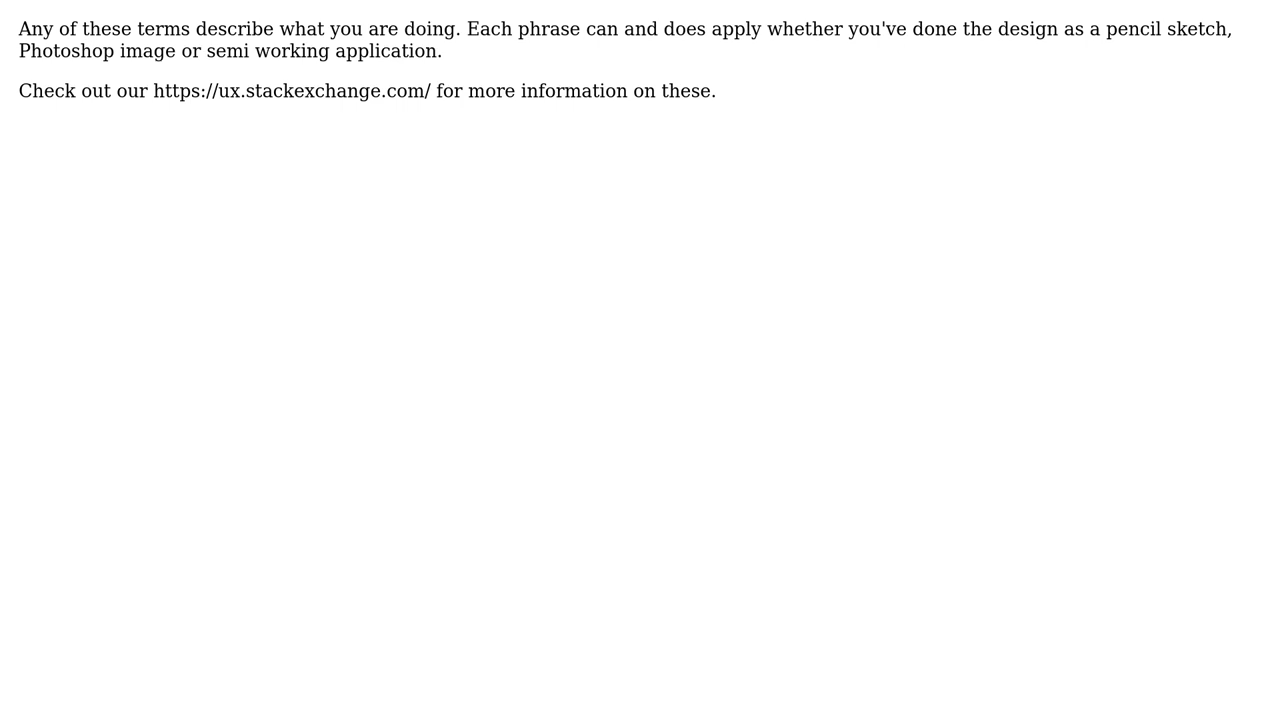 Any of these terms describe what you are doing. Each phrase can and does apply whether you've done the design as a pencil sketch,
Photoshop image or semi working application.
Check out our https://ux.stackexchange.com/ for more information on these.